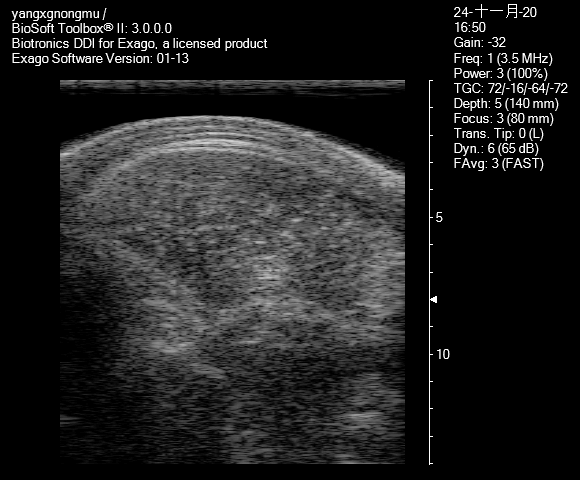 yangxgnongmu /
BioSoft Toolbox® II: 3.0.0.0
Biotronics DDI for Exago, a licensed product
Exago Software Version: 01-13
24-十一月-20
16:50
Gain: -32
Freq: 1 (3.5 MHz)
Power: 3 (100%)
TGC: 72/-16/-64/-72
Depth: 5 (140 mm)
Focus: 3 (80 mm)
Trans. Tip: 0 (L)
Dyn.: 6 (65 dB)
FAvg: 3 (FAST)
5
10